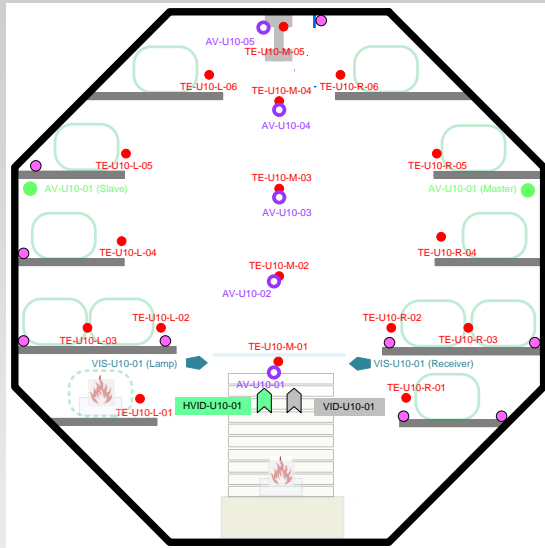 AV-U10-05
TE-U10-M-05
TE-U10-L-06
TE-U10-M-04
TE-U10-R-06
AV-U10-04
TE-U10-L-05
TE-U10-R-05
TE-U10-M-03
AV-U10-01 (Slave)
AV-U10-01 (Master)
AV-U10-03
TE-U10-L-04
TE-U10-R-04
TE-U10-M-02
AV-U10-02
TE-U10-L-02
TE-U10-R-02
TE-U10-L-03
TE-U10-R-03
TE-U10-M-01
VIS-U10-01 (Lamp)
VIS-U10-01 (Receiver)
AV-U10-01
TE-U10-R-01
TE-U10-L-01
HVID-U10-01
VID-U10-01